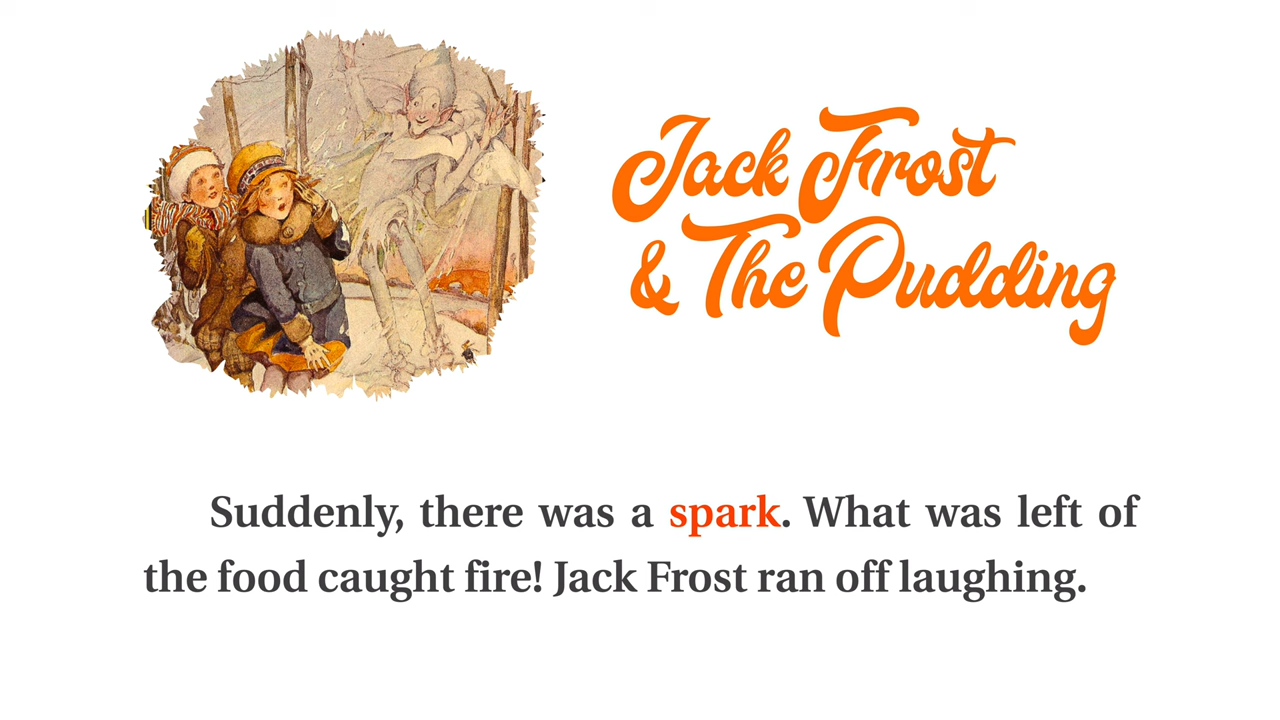 Jack Frost
& The Pudding
Suddenly, there was a spark. What was left of
the food caught fire! Jack Frost ran off laughing.